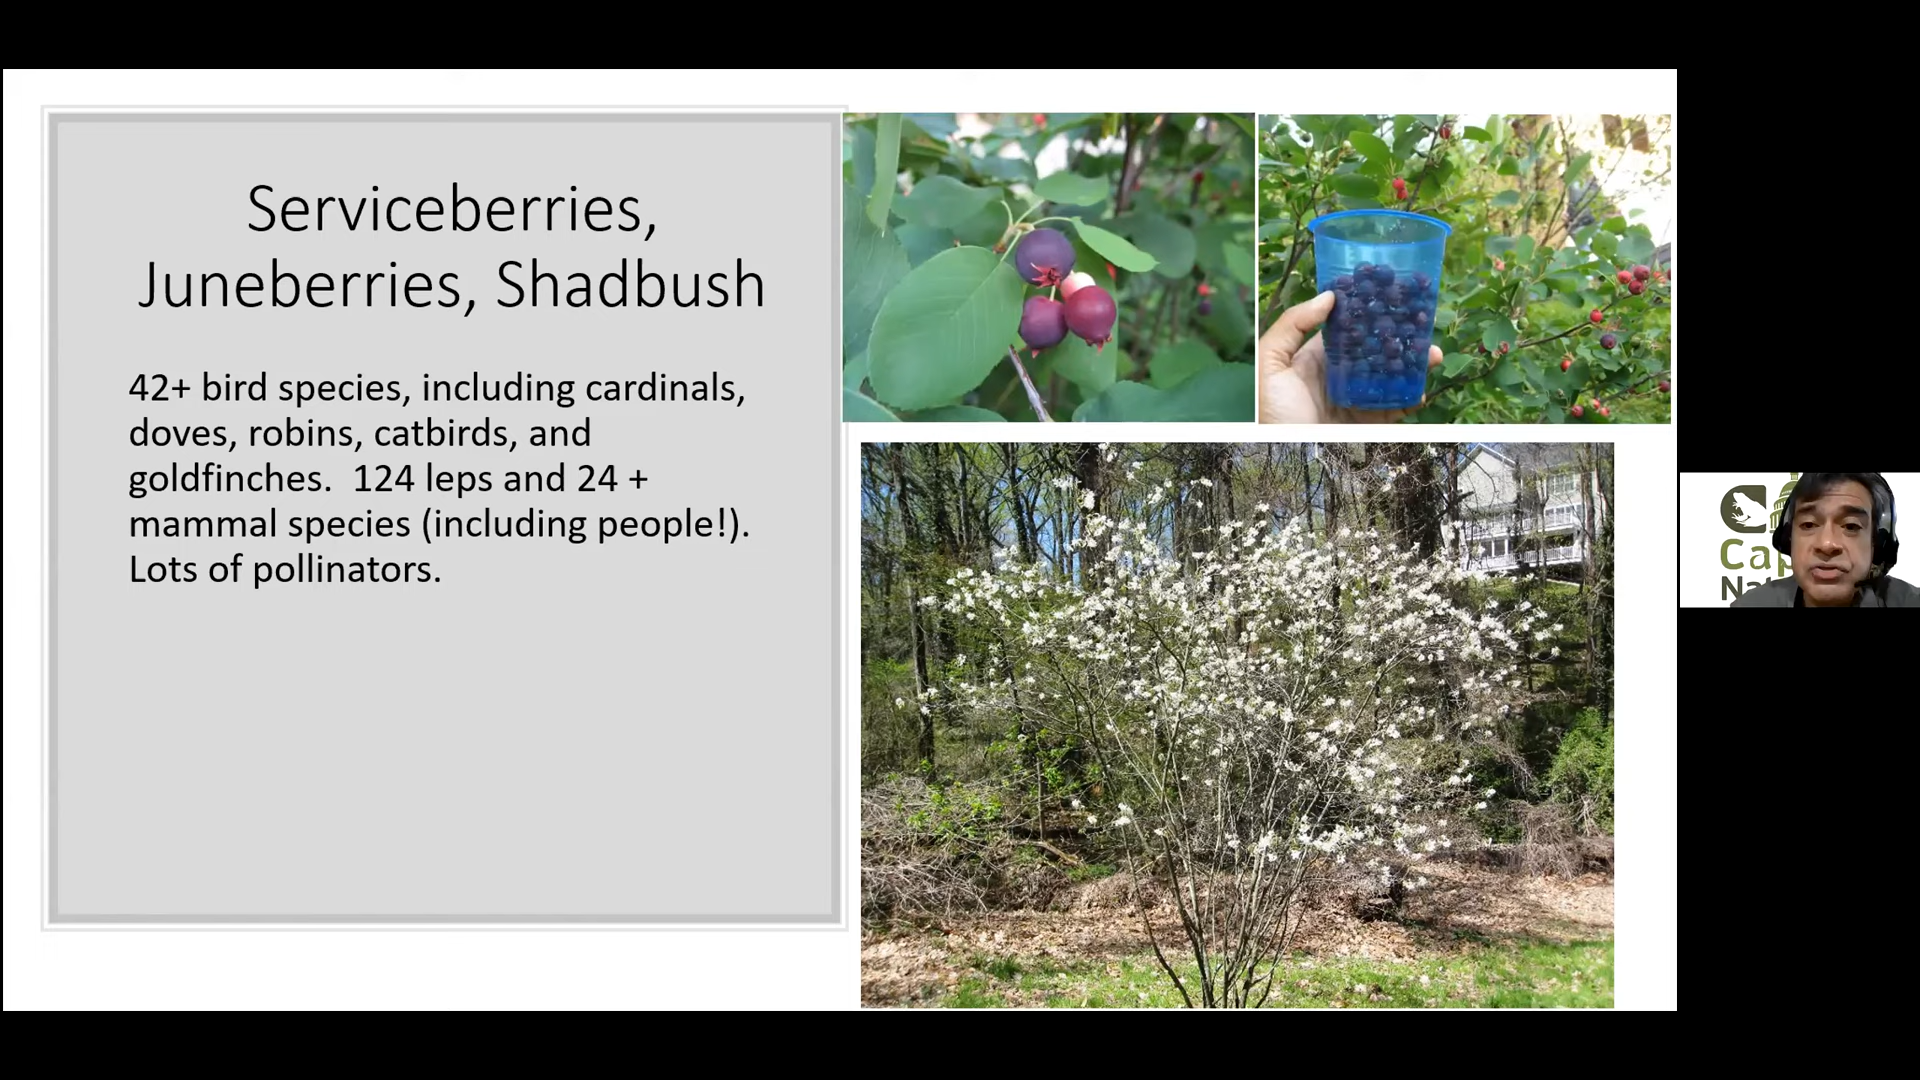 Serviceberries,
Juneberries, Shadbush
42+ bird species, including cardinals,
doves, robins, catbirds, and
goldfinches.  124 leps and 24 +
mammal species (including people!).
Lots of pollinators.